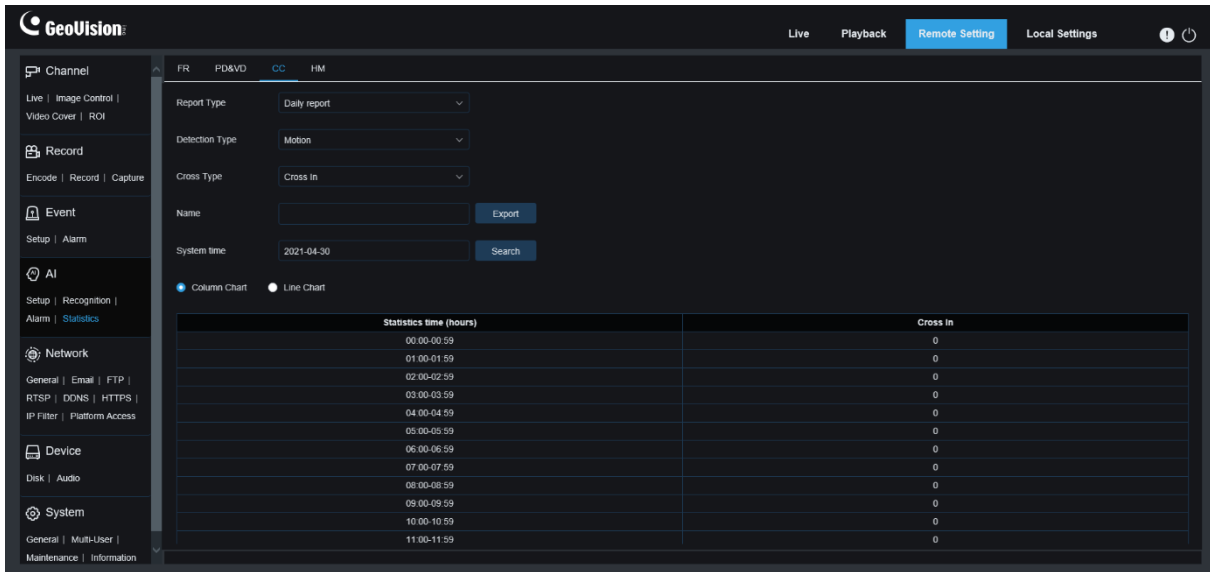 GeoVision
Live Playback Remote Setting Local Settings
Channel
Live | Image Control |
Video Cover | ROI
Record
Encode | Record | Capture
Event
Setup | Alarm
AI
Setup | Recognition |
Alarm | Statistics
Network
General | Email | FTP |
RTSP | DDNS | HTTPS |
IP Filter | Platform Access
Device
Disk | Audio
System
General | Multi-User |
Maintenance | Information
FR PD&VD CC HM
Report Type Daily report
Detection Type Motion
Cross Type Cross In
Name Export
System time 2021-04-30 Search
Column Chart Line Chart
Statistics time (hours) Cross In
00:00-00:59 0
01:00-01:59 0
02:00-02:59 0
03:00-03:59 0
04:00-04:59 0
05:00-05:59 0
06:00-06:59 0
07:00-07:59 0
08:00-08:59 0
09:00-09:59 0
10:00-10:59 0
11:00-11:59 0